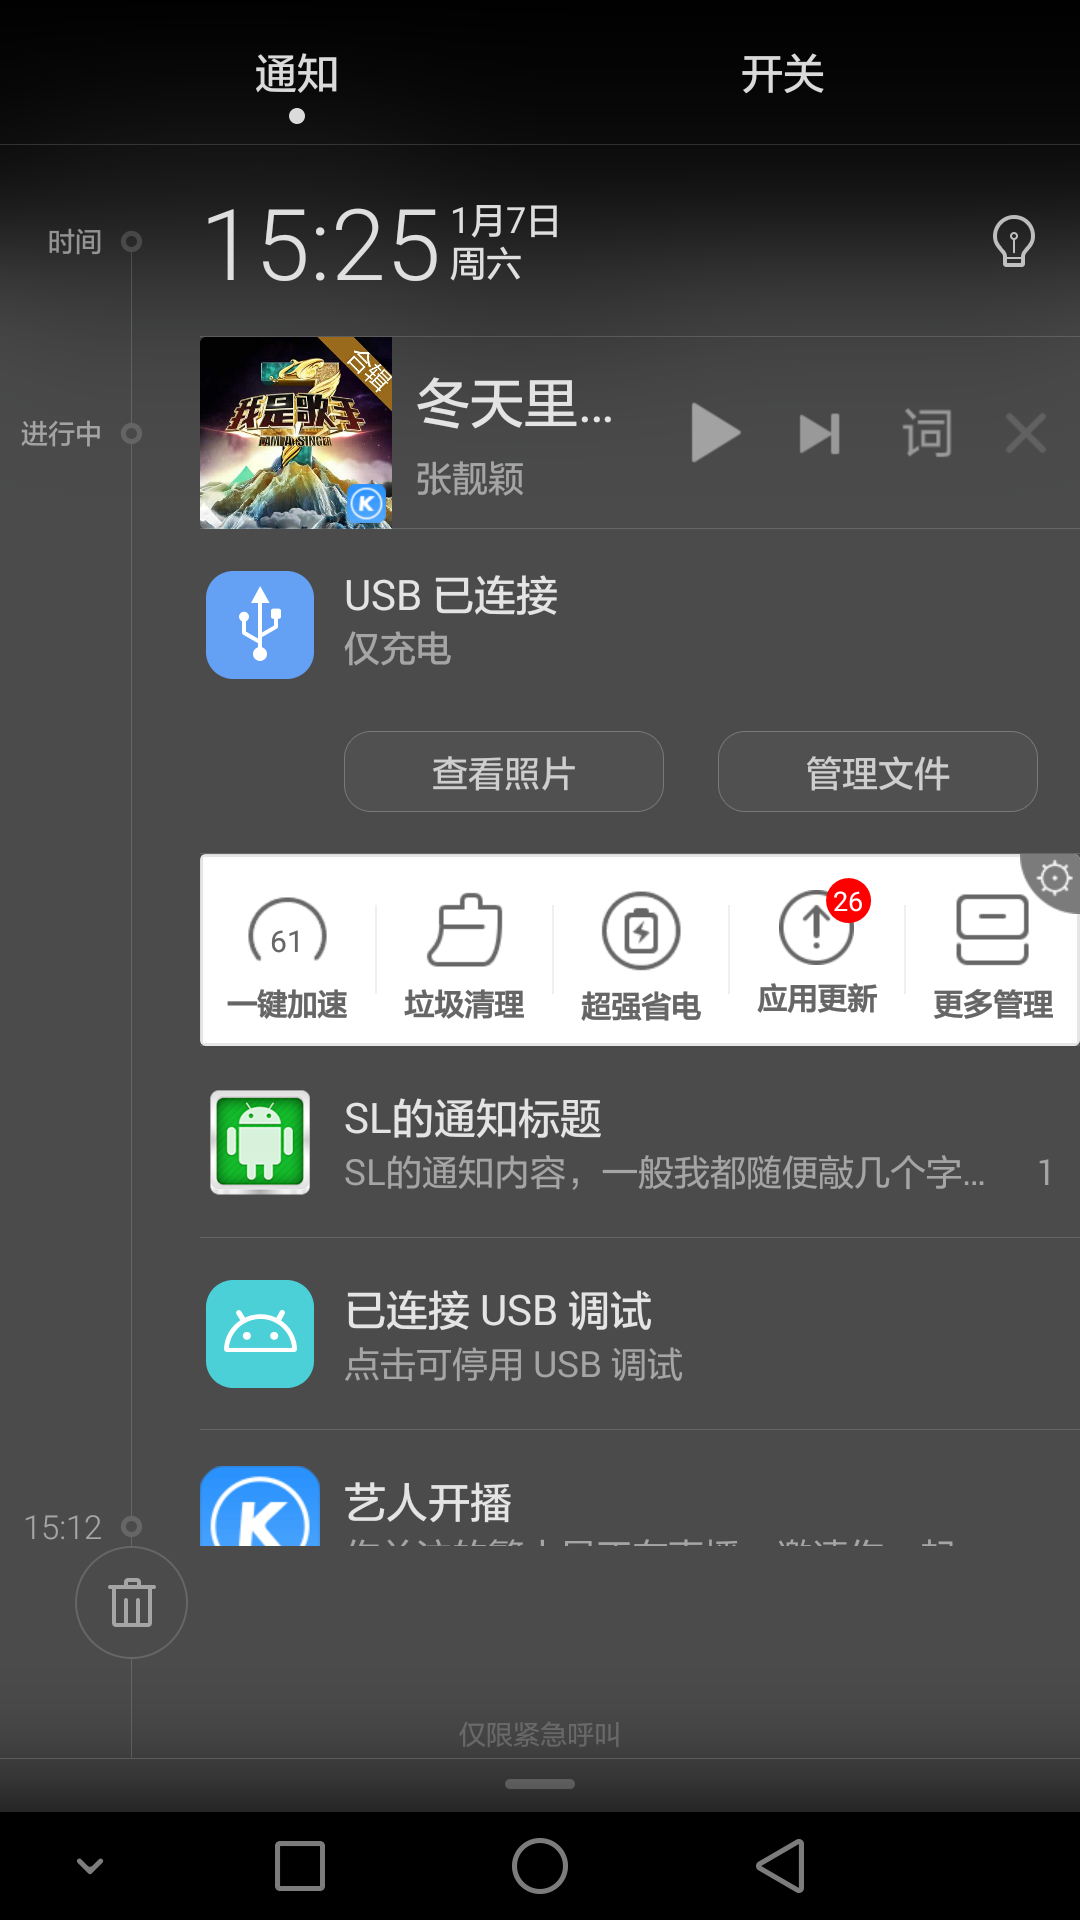 通知
开关
时间
15:25
1月7日
周六
合辑
我是歌手
I AM A SINGER
进行中
冬天里...
张靓颖
词
K
USB 已连接
仅充电
查看照片
管理文件
61
26
一键加速
垃圾清理
超强省电
应用更新
更多管理
SL的通知标题
SL的通知内容，一般我都随便敲几个字...
1
已连接 USB 调试
点击可停用 USB 调试
15:12
K
艺人开播
仅限紧急呼叫